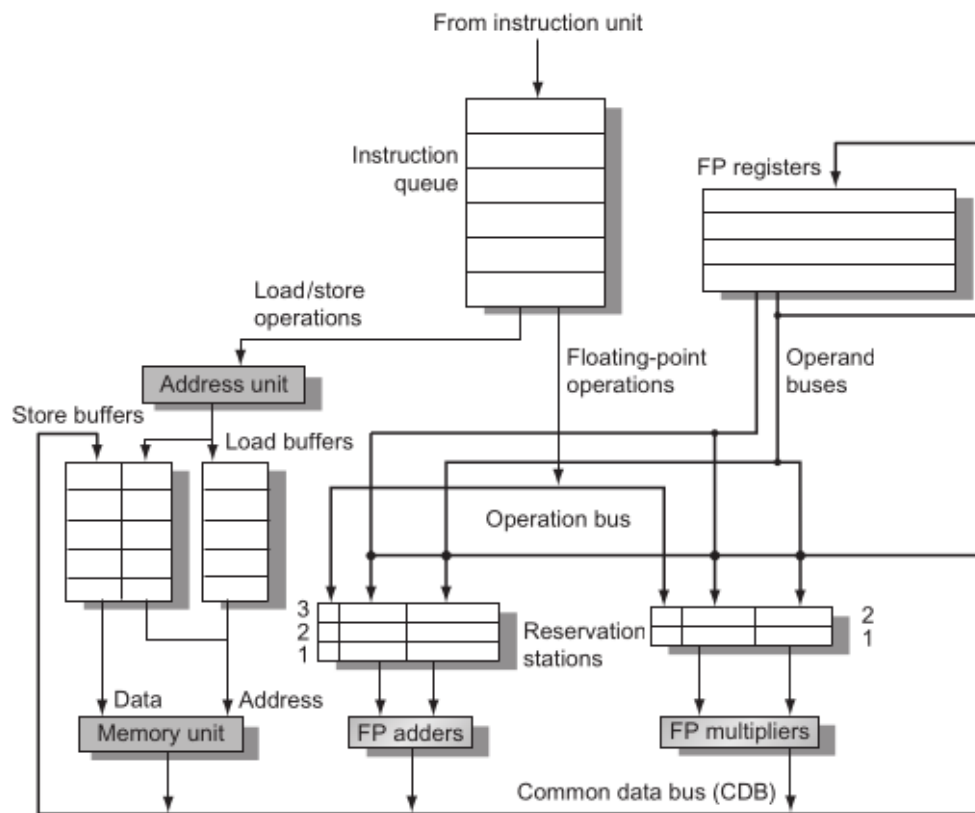 From instruction unit
Instruction
queue
FP registers
Load/store
operations
Floating-point
operations
Operand
buses
Address unit
Store buffers
Load buffers
Operation bus
3
2
1
Reservation
stations
2
1
Data
Address
Memory unit
FP adders
FP multipliers
Common data bus (CDB)